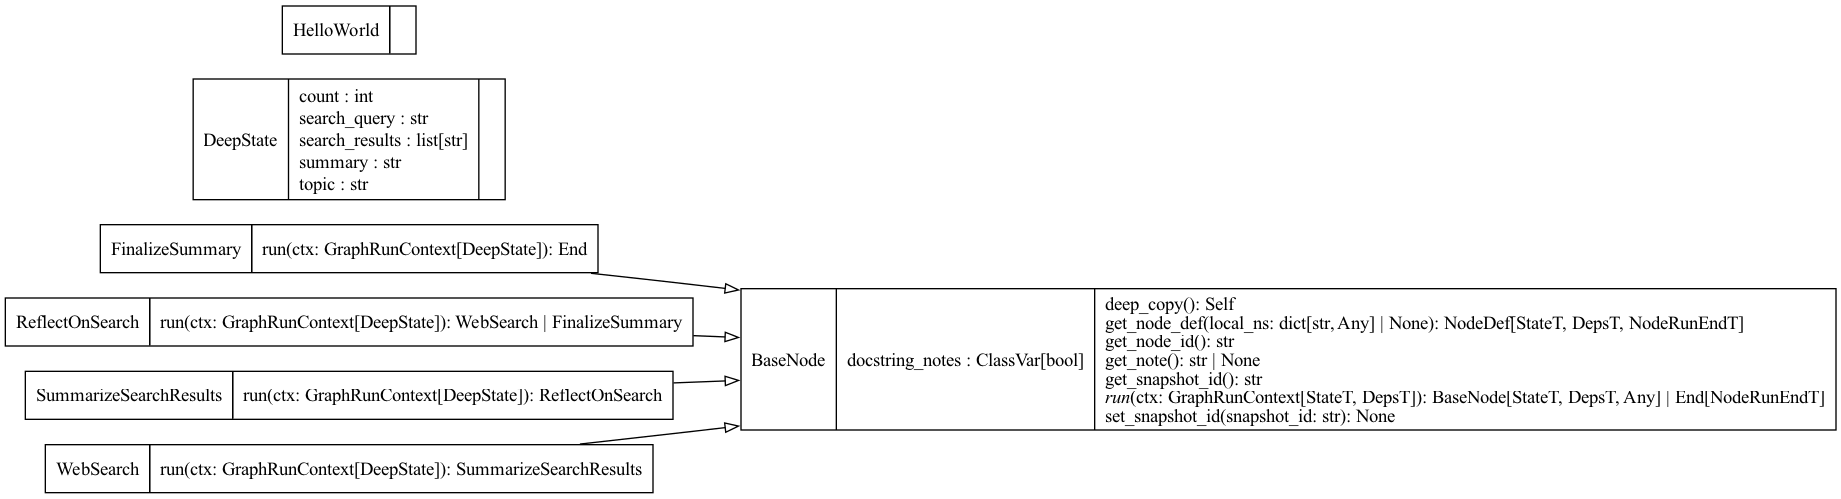 HelloWorld
DeepState
count : int
search_query : str
search_results : list[str]
summary : str
topic : str
FinalizeSummary
run(ctx: GraphRunContext[DeepState]): End
ReflectOnSearch
run(ctx: GraphRunContext[DeepState]): WebSearch | FinalizeSummary
SummarizeSearchResults
run(ctx: GraphRunContext[DeepState]): ReflectOnSearch
WebSearch
run(ctx: GraphRunContext[DeepState]): SummarizeSearchResults
BaseNode
docstring_notes : ClassVar[bool]
deep_copy(): Self
get_node_def(local_ns: dict[str, Any] | None): NodeDef[StateT, DepsT, NodeRunEndT]
get_node_id(): str
get_note(): str | None
get_snapshot_id(): str
run(ctx: GraphRunContext[StateT, DepsT]): BaseNode[StateT, DepsT, Any] | End[NodeRunEndT]
set_snapshot_id(snapshot_id: str): None